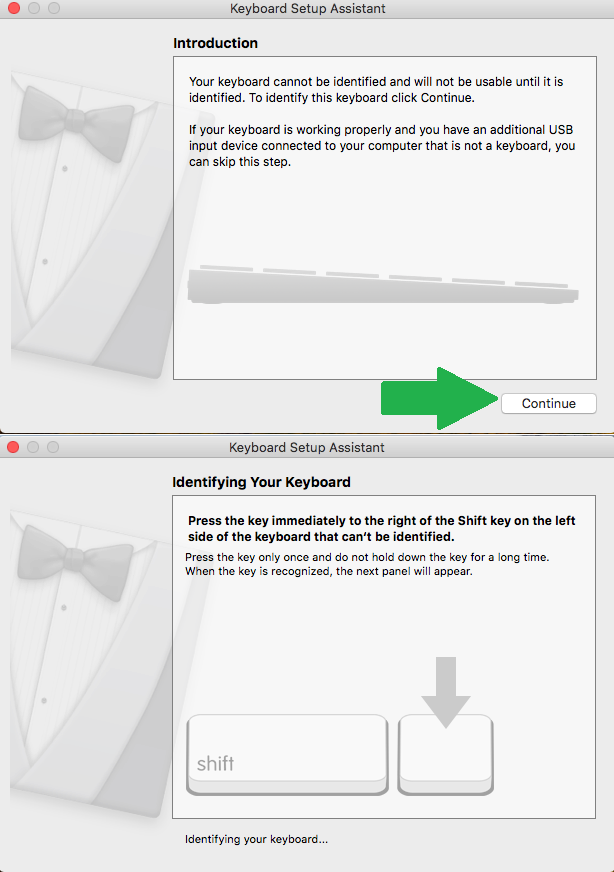 Keyboard Setup Assistant
Introduction
Your keyboard cannot be identified and will not be usable until it is
identified. To identify this keyboard click Continue.
If your keyboard is working properly and you have an additional USB
input device connected to your computer that is not a keyboard, you
can skip this step.
Continue
Keyboard Setup Assistant
Identifying Your Keyboard
Press the key immediately to the right of the Shift key on the left
side of the keyboard that can’t be identified.
Press the key only once and do not hold down the key for a long time.
When the key is recognized, the next panel will appear.
shift
Identifying your keyboard...